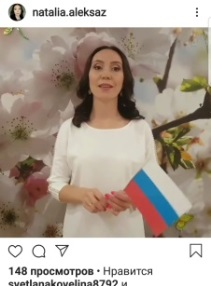 natalia.aleksaz
148 просмотров • Нравится
svetlanakovelina8792 и